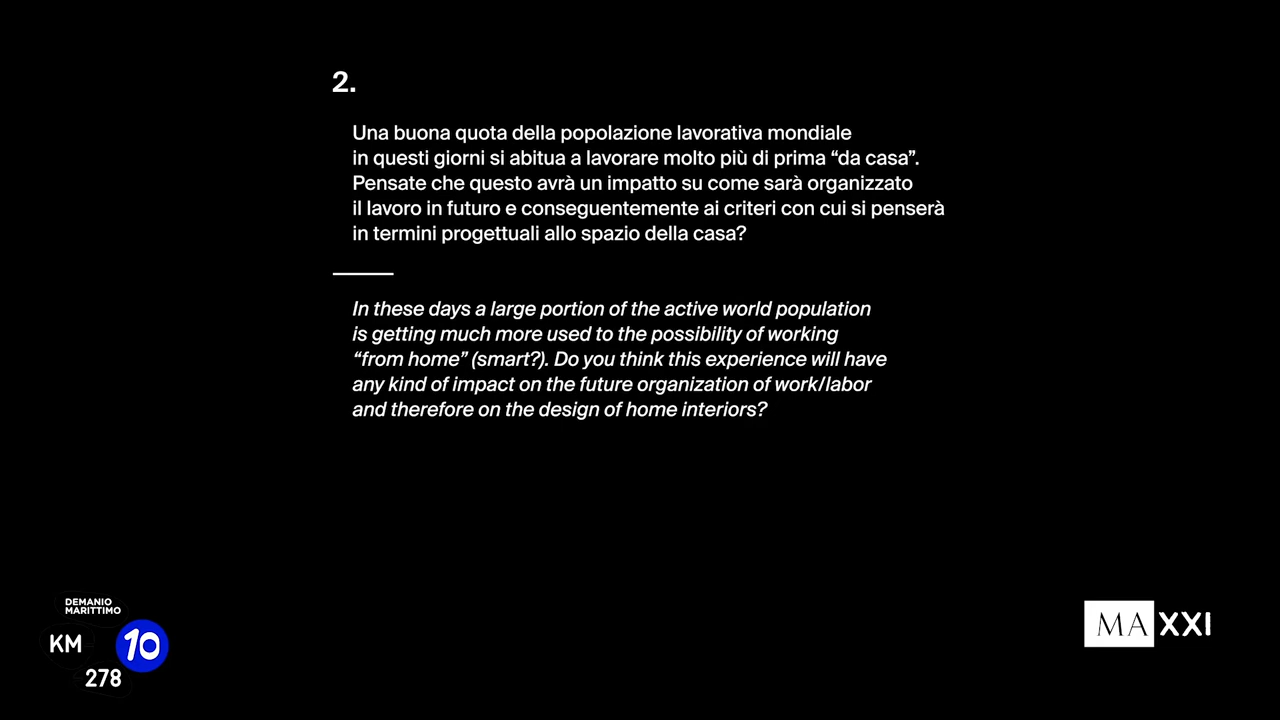 2.
Una buona quota della popolazione lavorativa mondiale
in questi giorni si abitua a lavorare molto più di prima “da casa”.
Pensate che questo avrà un impatto su come sarà organizzato
il lavoro in futuro e conseguentemente ai criteri con cui si penserà
in termini progettuali allo spazio della casa?
In these days a large portion of the active world population
is getting much more used to the possibility of working
“from home” (smart?). Do you think this experience will have
any kind of impact on the future organization of work/labor
and therefore on the design of home interiors?
DEMANIO
MARITTIMO
KM 10
278
MAXXI